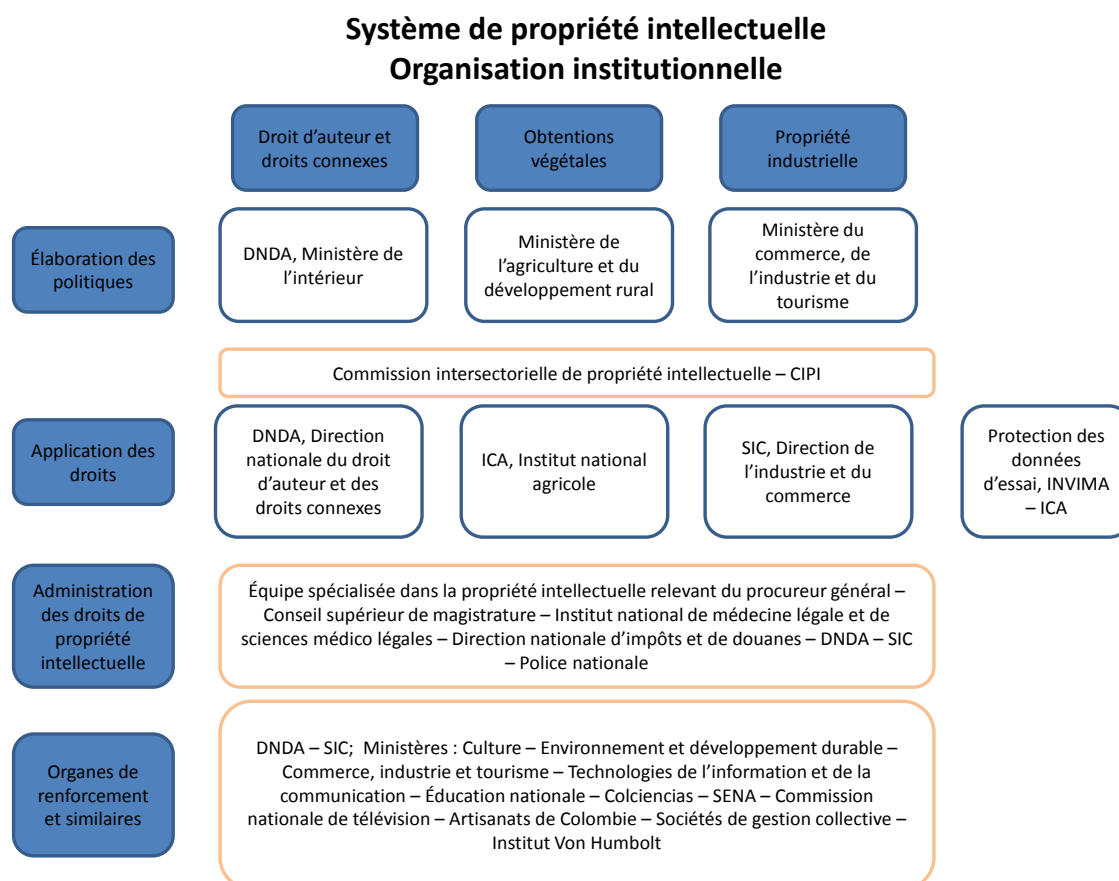 Système de propriété intellectuelle
Organisation institutionnelle
Droit d'auteur et
droits connexes
Obtentions
végétales
Propriété
industrielle
Élaboration des
politiques
DNDA, Ministère de
l'intérieur
Ministère de
l'agriculture et du
développement rural
Ministère du
commerce, de
l'industrie et du
tourisme
Commission intersectorielle de propriété intellectuelle – CIPI
Application des
droits
DNDA, Direction
nationale du droit
d'auteur et des
droits connexes
ICA, Institut national
agricole
SIC, Direction de
l'industrie et du
commerce
Protection des
données
d'essai, INVIMA
– ICA
Administration
des droits de
propriété
intellectuelle
Équipe spécialisée dans la propriété intellectuelle relevant du procureur général –
Conseil supérieur de magistrature – Institut national de médecine légale et de
sciences médico légales – Direction nationale d'impôts et de douanes – DNDA – SIC
– Police nationale
Organes de
renforcement
et similaires
DNDA – SIC; Ministères : Culture – Environnement et développement durable –
Commerce, industrie et tourisme – Technologies de l'information et de la
communication – Éducation nationale – Colciencias – SENA – Commission
nationale de télévision – Artisanats de Colombie – Sociétés de gestion collective –
Institut Von Humbolt